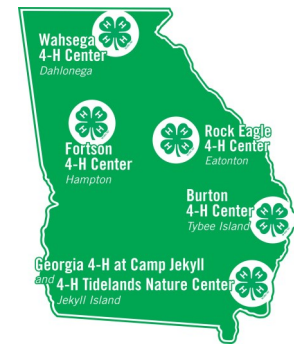 Wahsega
4-H Center
Dahlonega
H H
H H
Fortson
4-H Center
Hampton
H H
H H
Rock Eagle
4-H Center
Eatonton
H H
H H
Burton
4-H Center
Tybee Island
H H
H H
Georgia 4-H at Camp Jekyll
and 4-H Tidelands Nature Center
Jekyll Island
H H
H H